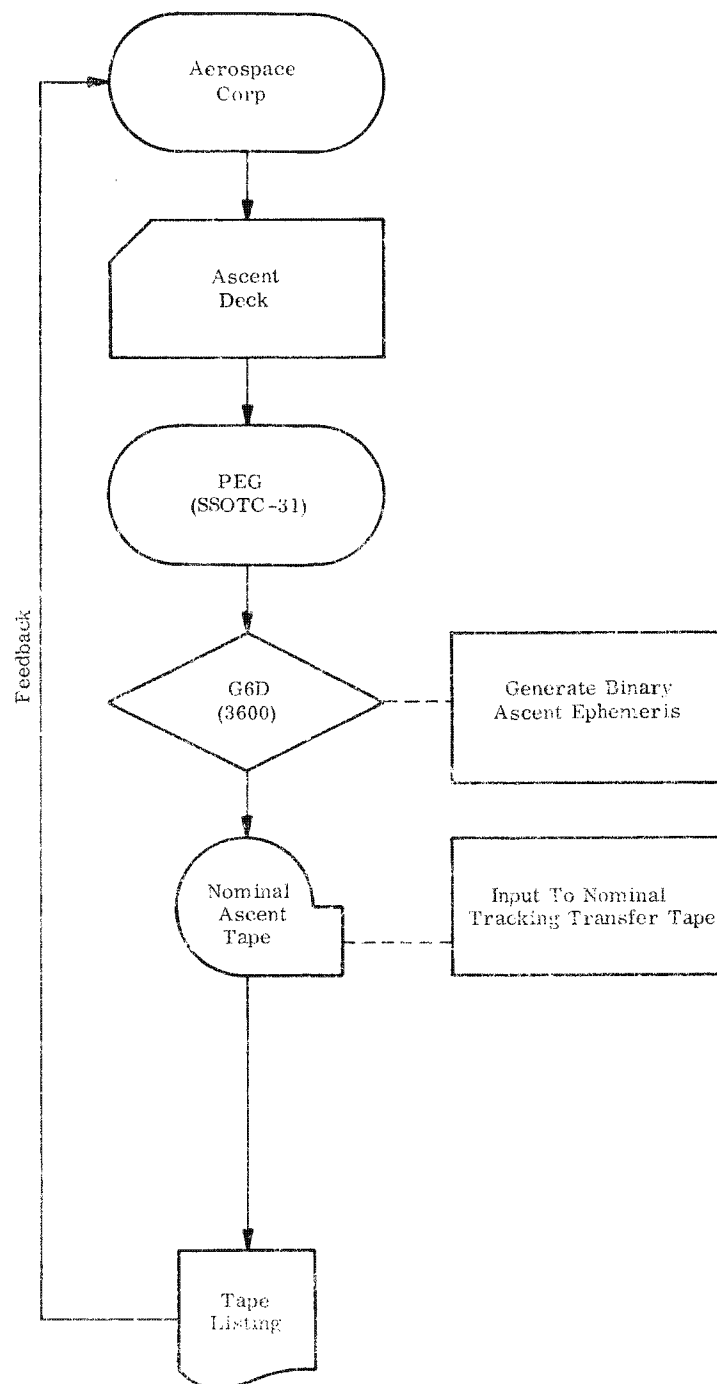 Aerospace
Corp
Ascent
Deck
PEG
(SSOTC-31)
Feedback
G6D
(3600)
Generate Binary
Ascent Ephemeris
Nominal
Ascent
Tape
Input To Nominal
Tracking Transfer Tape
Tape
Listing